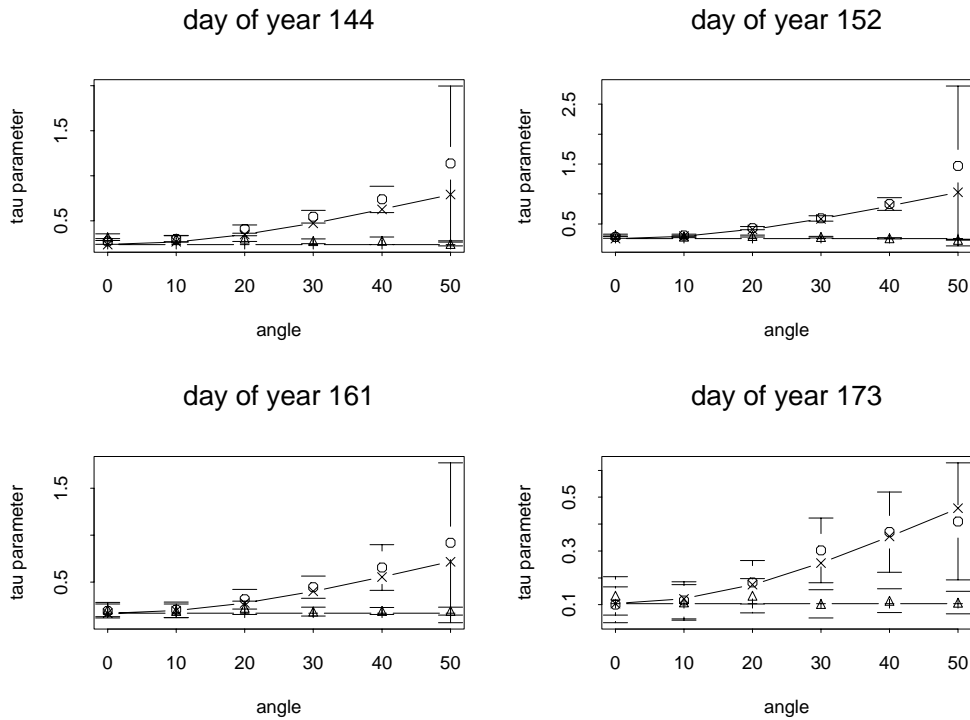 day of year 144
tau parameter
1.5
0.5
0 10 20 30 40 50
angle
day of year 152
tau parameter
2.5
1.5
0.5
0 10 20 30 40 50
angle
day of year 161
tau parameter
1.5
0.5
0 10 20 30 40 50
angle
day of year 173
tau parameter
0.5
0.3
0.1
0 10 20 30 40 50
angle